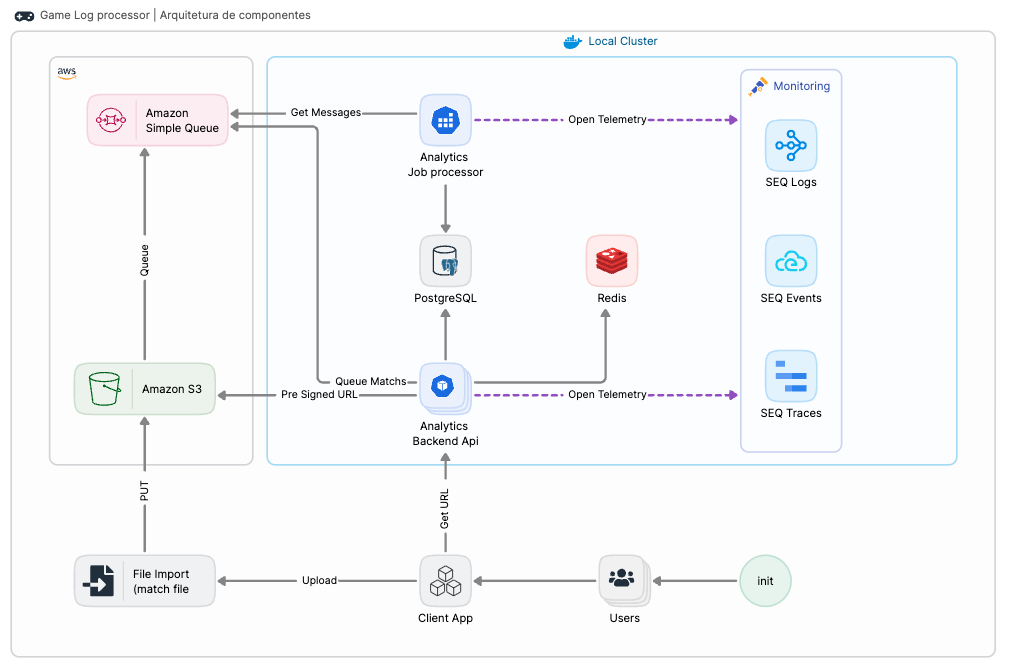 Game Log processor | Arquitetura de componentes
Local Cluster
aws
Monitoring
Amazon
Simple Queue
Get Messages
Open Telemetry
Analytics
Job processor
SEQ Logs
Queue
PostgreSQL
Redis
SEQ Events
Amazon S3
Queue Matchs
Pre Signed URL
Open Telemetry
Analytics
Backend Api
SEQ Traces
PUT
Get URL
File Import
(match file
Upload
Client App
Users
init